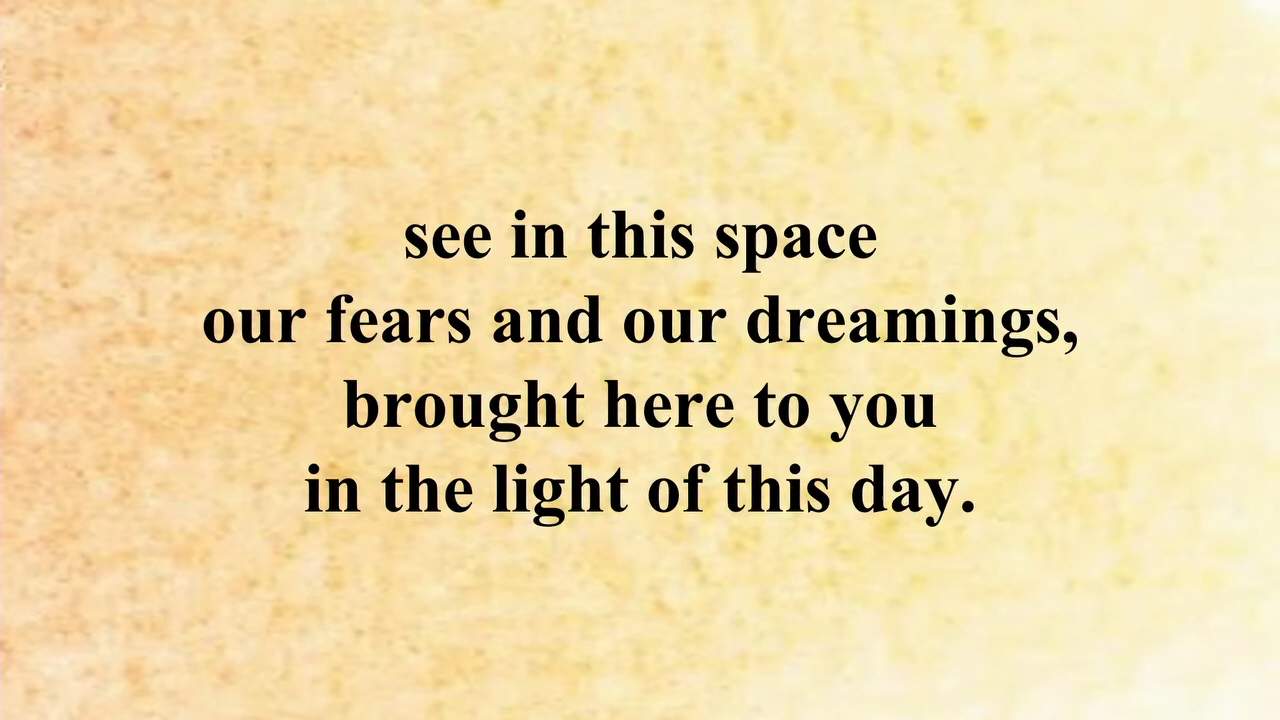 see in this space
our fears and our dreamings,
brought here to you
in the light of this day.